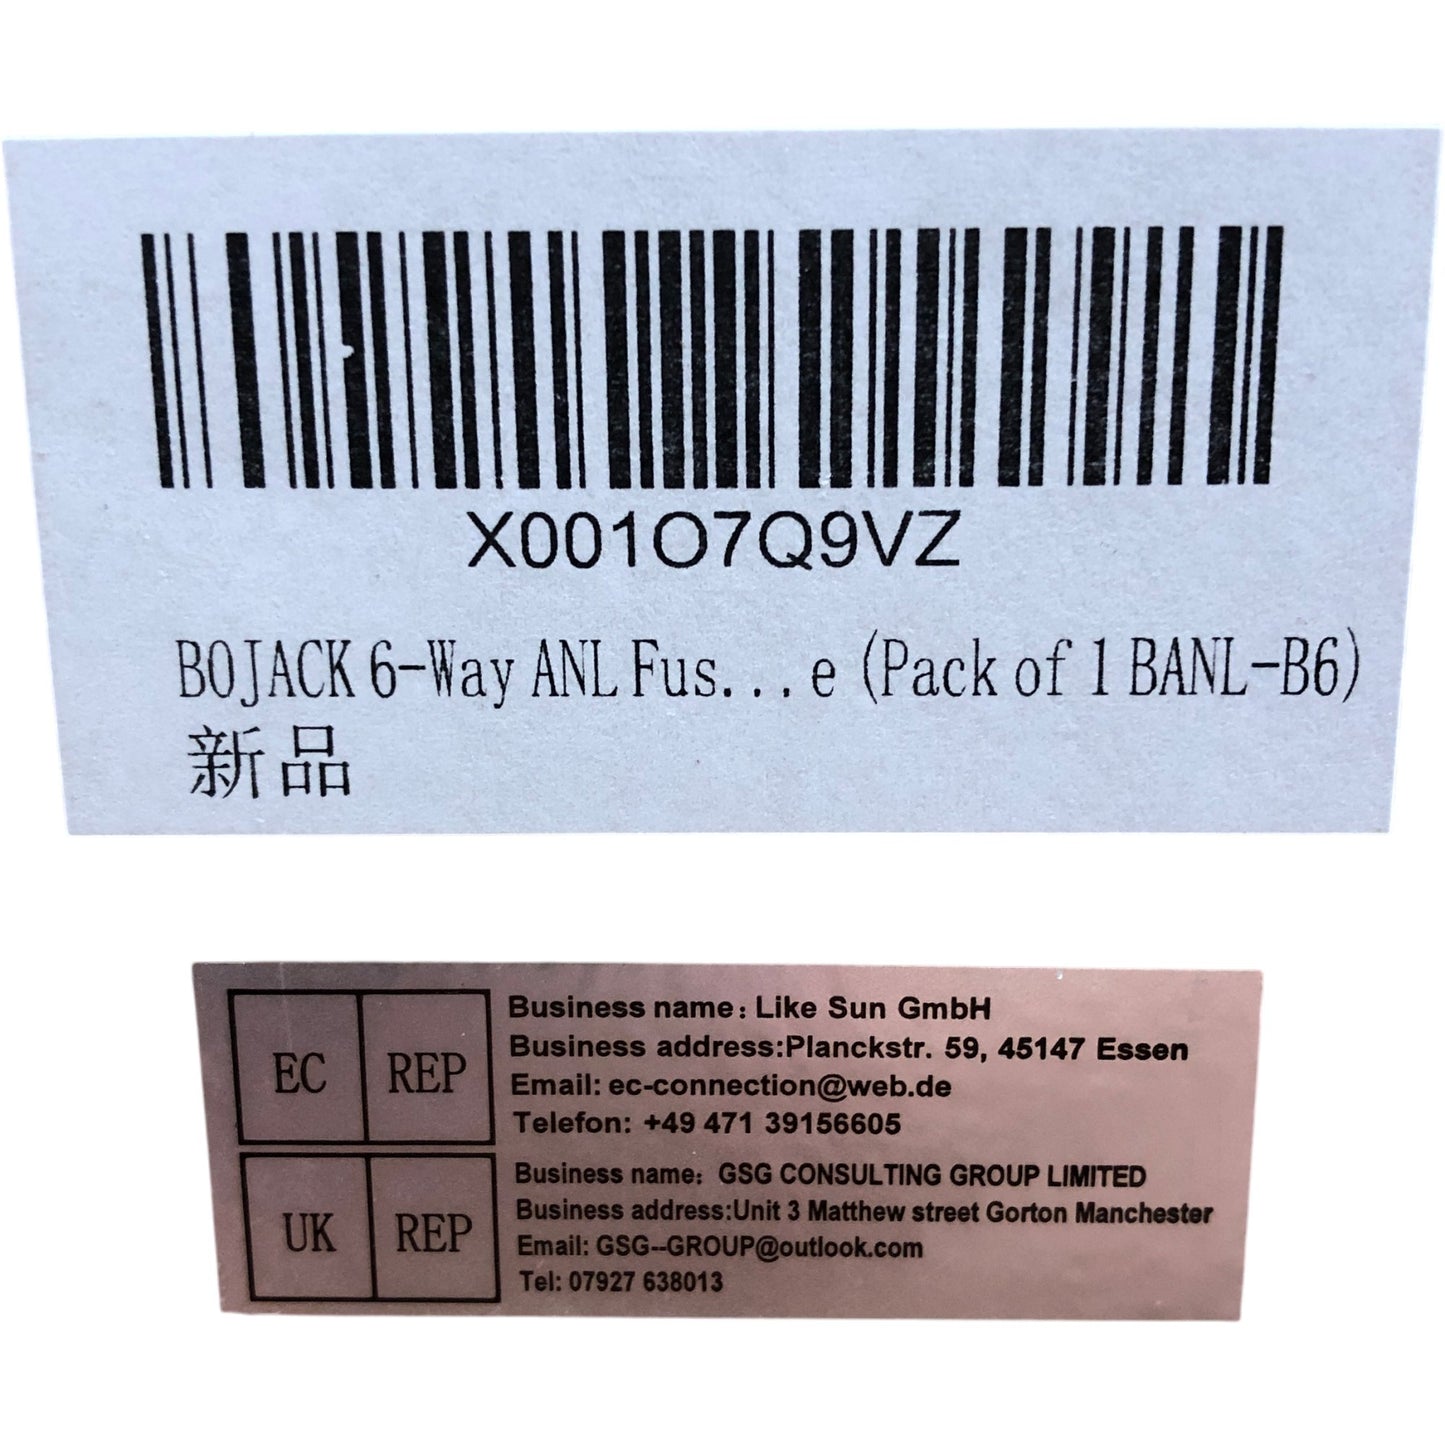 X001O7Q9VZ
BOJACK 6-Way ANL Fus...e (Pack of 1 BANL-B6)
新品
EC REP
Business name: Like Sun GmbH
Business address:Planckstr. 59, 45147 Essen
Email: ec-connection@web.de
Telefon: +49 471 39156605
UK REP
Business name: GSG CONSULTING GROUP LIMITED
Business address:Unit 3 Matthew street Gorton Manchester
Email: GSG--GROUP@outlook.com
Tel: 07927 638013